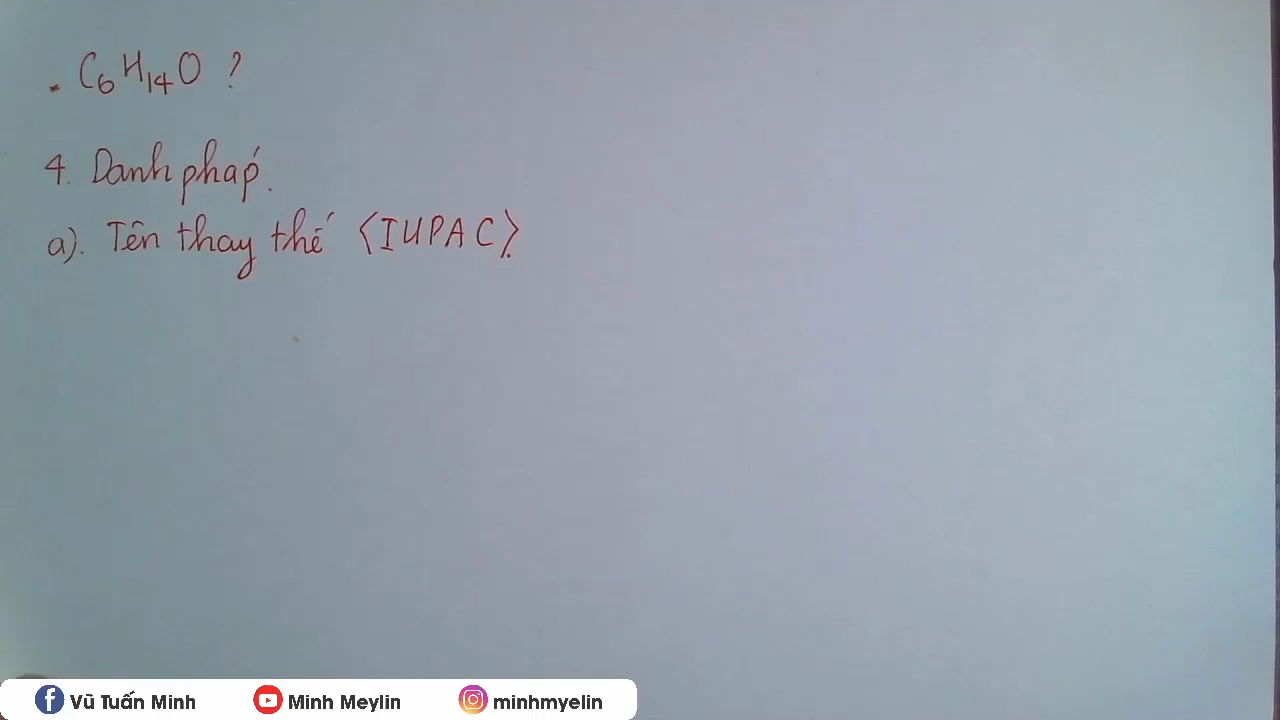 . C₆H₁₄O ?
4. Danh pháp.
a). Tên thay thế <IUPAC>.
Vũ Tuấn Minh Minh Meylin minhmyelin